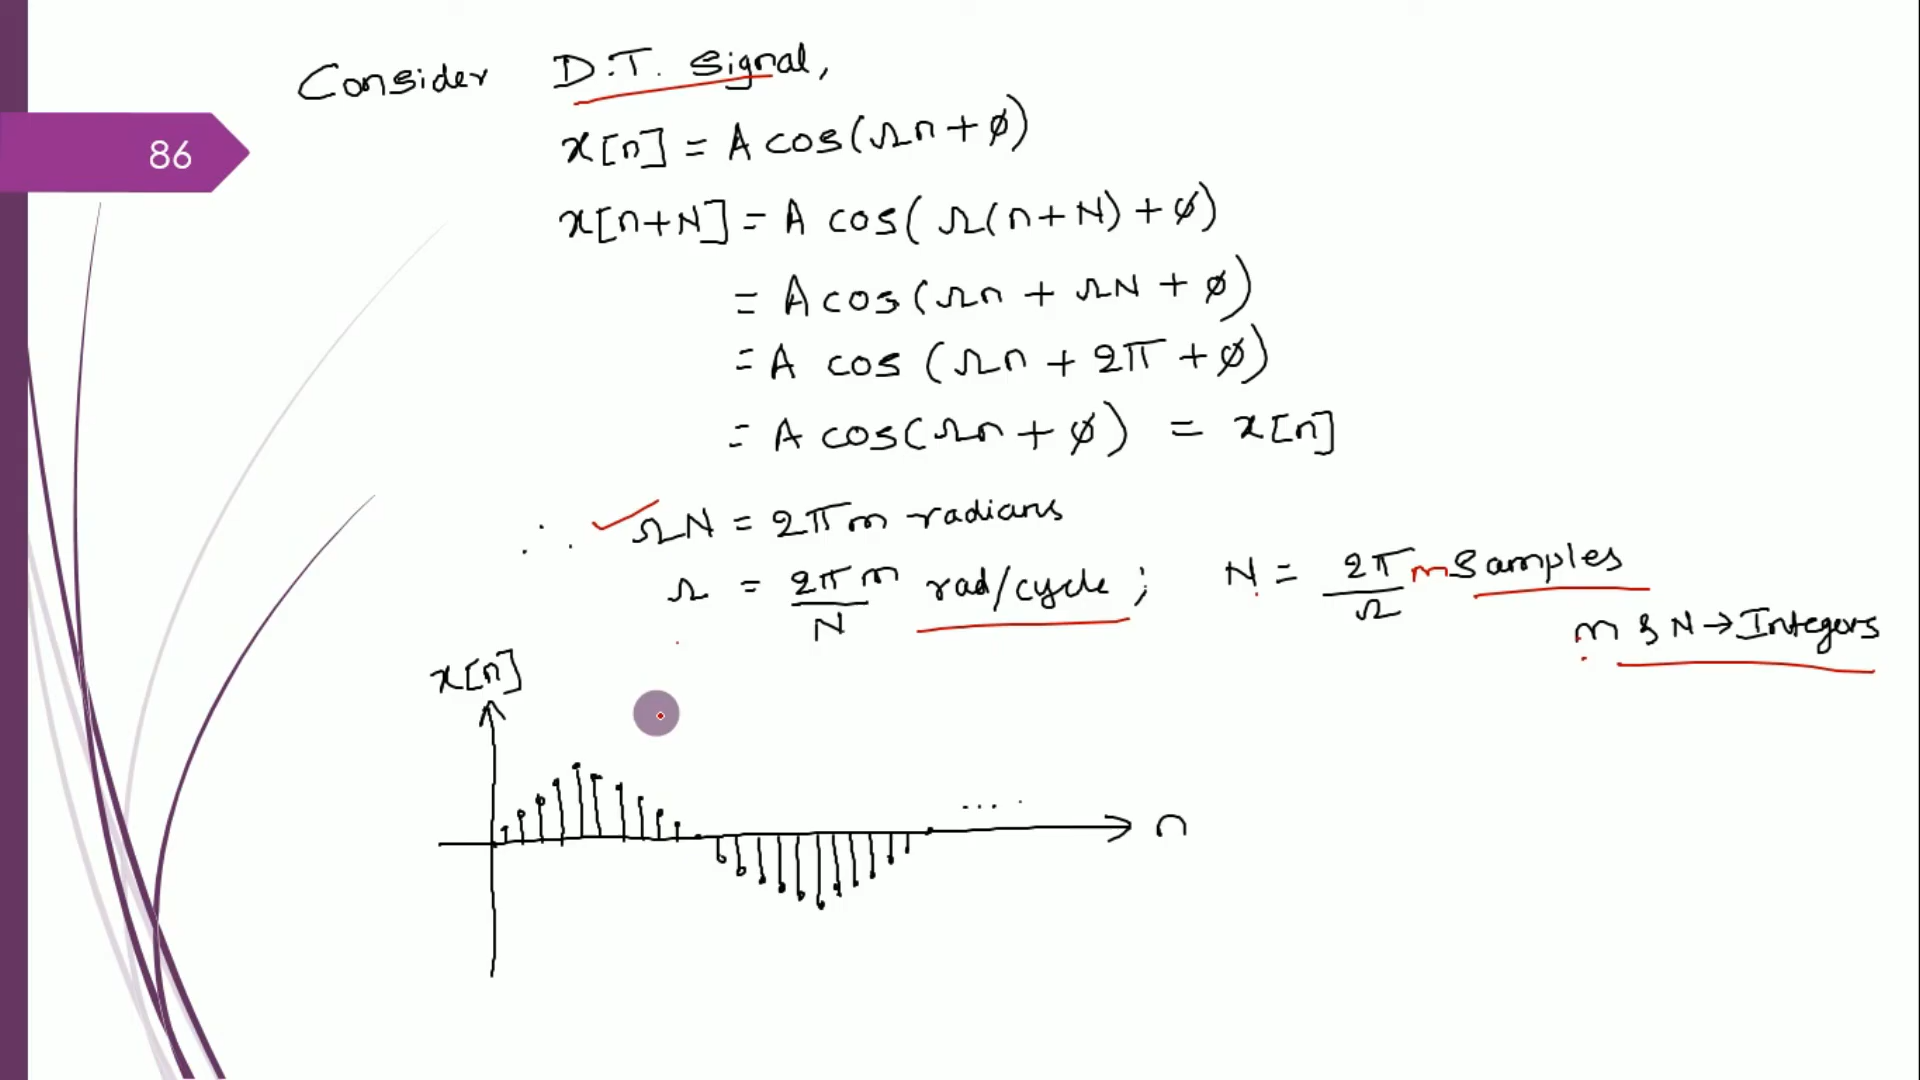 Consider D.T. Signal,
86
x[n] = A cos(Ωn + φ)
x[n+N] = A cos(Ω(n+N) + φ)
= A cos(Ωn + ΩN + φ)
= A cos (Ωn + 2π + φ)
= A cos(Ωn + φ) = x[n]
∴ ΩN = 2πm radians
Ω = 2πm/N rad/cycle ; N = 2π/Ω m Samples
m & N → Integers
x[n]
....
n